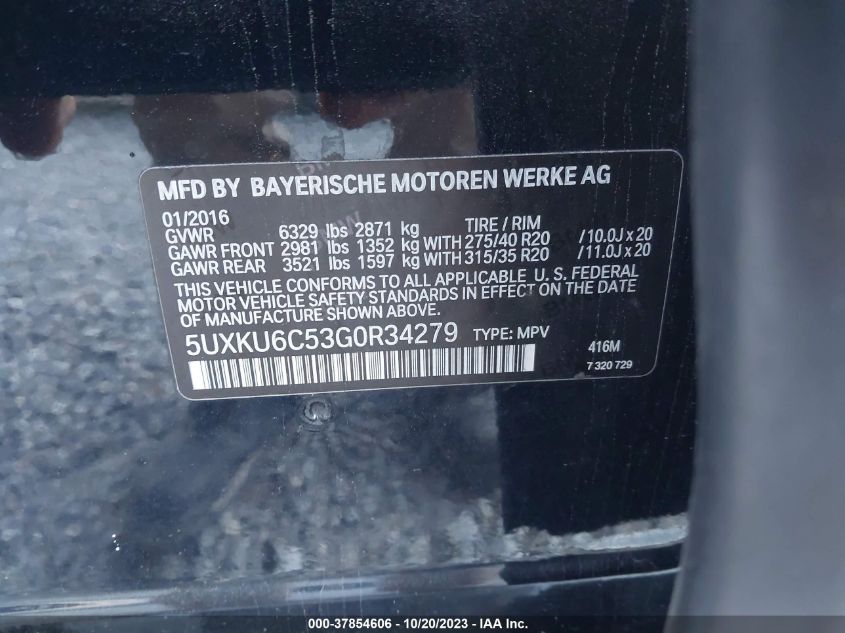 MFD BY BAYERISCHE MOTOREN WERKE AG
01/2016 TIRE / RIM
GVWR 6329 lbs 2871 kg
GAWR FRONT 2981 lbs 1352 kg WITH 275/40 R20 /10.0J x 20
GAWR REAR 3521 lbs 1597 kg WITH 315/35 R20 /11.0J x 20
THIS VEHICLE CONFORMS TO ALL APPLICABLE U. S. FEDERAL
MOTOR VEHICLE SAFETY STANDARDS IN EFFECT ON THE DATE
OF MANUFACTURE SHOWN ABOVE.
5UXKU6C53G0R34279 TYPE: MPV
416M
7 320 729
000-37854606 - 10/20/2023 - © IAA Inc.